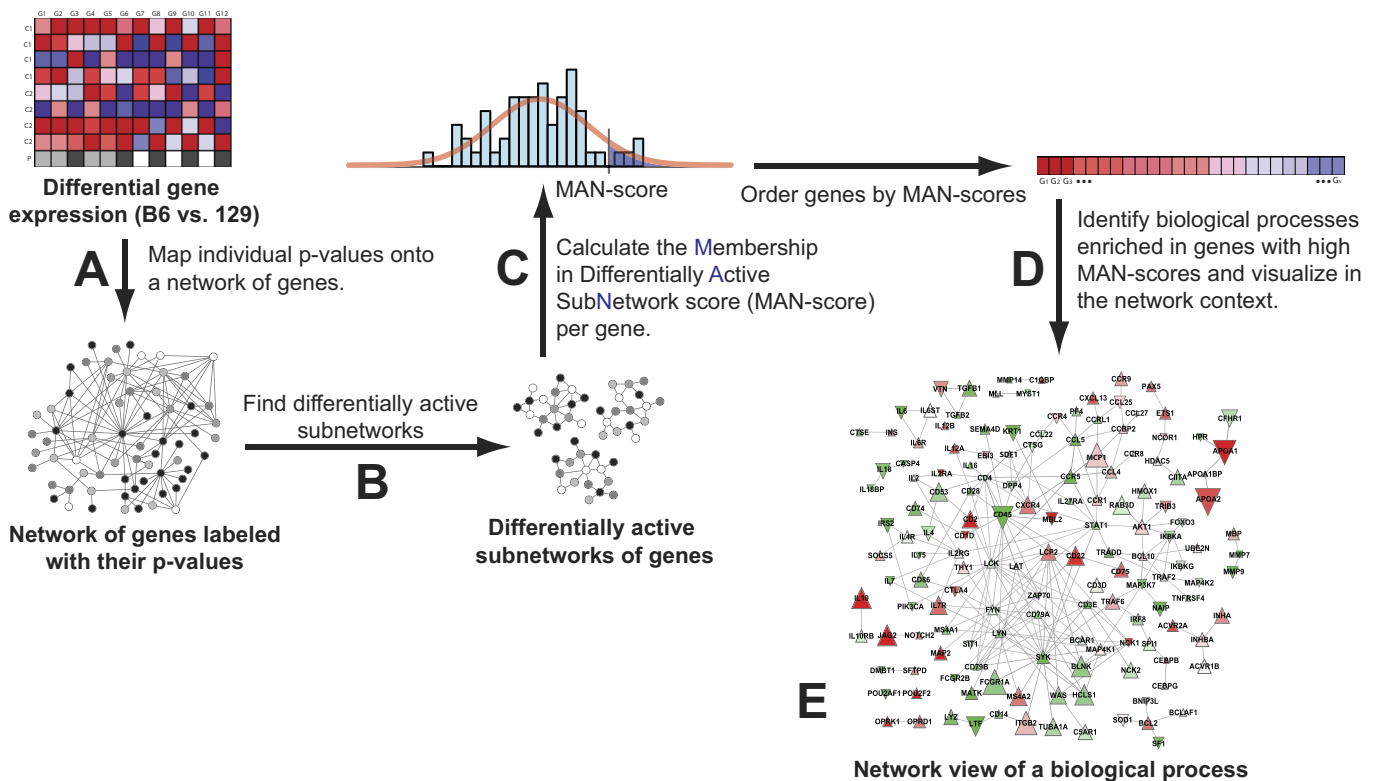 G1 G2 G3 G4 G5 G6 G7 G8 G9 G10 G11 G12
C1
C1
C1
C1
C2
C2
C2
C2
P
Differential gene
expression (B6 vs. 129)
A
Map individual p-values onto
a network of genes.
Network of genes labeled
with their p-values
Find differentially active
subnetworks
B
Differentially active
subnetworks of genes
C
Calculate the Membership
in Differentially Active
SubNetwork score (MAN-score)
per gene.
MAN-score
Order genes by MAN-scores
G1 G2 G3 ••• ••• GN
D
Identify biological processes
enriched in genes with high
MAN-scores and visualize in
the network context.
E
VTN TGFB1 MMP14 C1QBP CCR9 PAX5
MLL MYST1 CXCL13 CCL25
IL6 IL6ST TGFB2 CCR4 PF4 CCRL1 CCL27 ETS1 CFHR1
CTSE INS IL12B SEMA4D KRT1 CCL22 CCL5 CCBP2 NCOR1 HPR
IL6R IL12A EBI3 SDF1 CTSG MCP1 CCR8 HDAC5 APOA1
IL18 CASP4 IL2RA IL16 CD4 CCR5 CCL4 CIITA APOA1BP
IL18BP IL2 CD53 CD28 DPP4 IL27RA CCR1 HMOX1 APOA2
CD74 CXCR4 RAB3D TRIB3
IRS2 IL4 CD2 CD45 MBL2 STAT1 AKT1 FOXO3
IL4R CD1D IKBKA MBP
SOCS5 IL15 IL2RG LCP2 CD22 TRADD BCL10 UBE2N MMP7
THY1 LCK LAT CD75 IKBKG MMP9
IL7 CD86 CTLA4 ZAP70 CD3D MAP3K7 TRAF2 MAP4K2
IL10 PIK3CA IL7R FYN CD3E TRAF6 NAIP TNFRSF4
CD79A IRF8 INHA
IL10RB JAG2 NOTCH2 MS4A1 LYN BCAR1 NCK1 SPI1 ACVR2A INHBA
MAP2 SIT1 SYK MAP4K1
DMBT1 SFTPD CD79B BLNK NCK2 CEBPB ACVR1B
FCGR2B FCGR1A CEBPG
POU2AF1 POU2F2 MATK MS4A2 WAS HCLS1 BNIP3L
OPRK1 OPRD1 LYZ LTF CD14 ITGB2 TUBA1A C5AR1 SOD1 BCL2 BCLAF1
SF1
Network view of a biological process